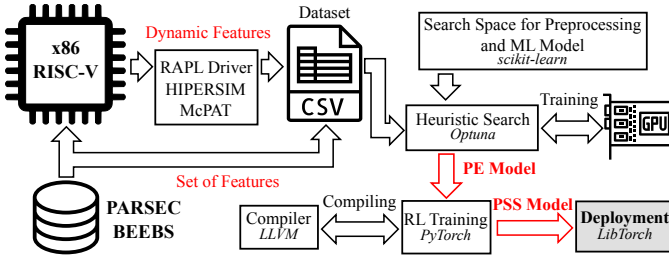 x86
RISC-V
Dynamic Features
RAPL Driver
HIPERSIM
McPAT
Dataset
CSV
Search Space for Preprocessing
and ML Model
scikit-learn
Heuristic Search
Optuna
Training
GPU
Set of Features
PE Model
PARSEC
BEEBS
Compiler
LLVM
Compiling
RL Training
PyTorch
PSS Model
Deployment
LibTorch